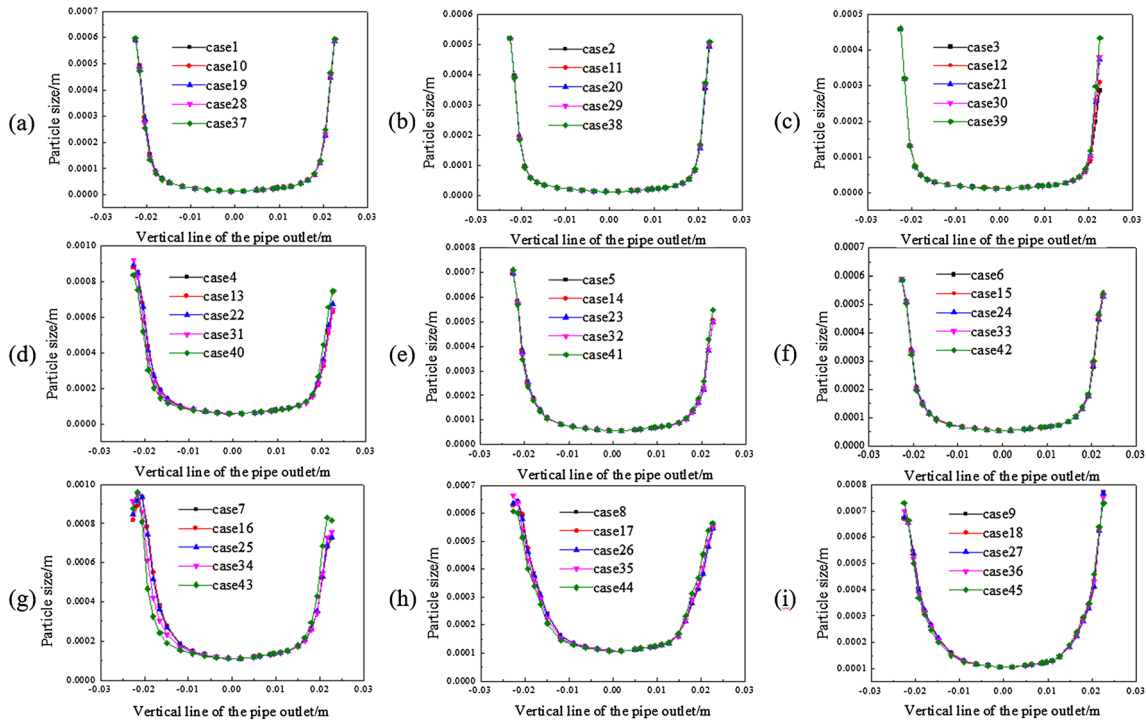 (a)
Particle size/m
0.0007
0.0006
0.0005
0.0004
0.0003
0.0002
0.0001
0.0000
case1
case10
case19
case28
case37
-0.03 -0.02 -0.01 0.00 0.01 0.02 0.03
Vertical line of the pipe outlet/m
(b)
Particle size/m
0.0006
0.0005
0.0004
0.0003
0.0002
0.0001
0.0000
case2
case11
case20
case29
case38
-0.03 -0.02 -0.01 0.00 0.01 0.02 0.03
Vertical line of the pipe outlet/m
(c)
Particle size/m
0.0005
0.0004
0.0003
0.0002
0.0001
0.0000
case3
case12
case21
case30
case39
-0.03 -0.02 -0.01 0.00 0.01 0.02 0.03
Vertical line of the pipe outlet/m
(d)
Particle size/m
0.0010
0.0008
0.0006
0.0004
0.0002
0.0000
case4
case13
case22
case31
case40
-0.03 -0.02 -0.01 0.00 0.01 0.02 0.03
Vertical line of the pipe outlet/m
(e)
Particle size/m
0.0008
0.0007
0.0006
0.0005
0.0004
0.0003
0.0002
0.0001
0.0000
case5
case14
case23
case32
case41
-0.03 -0.02 -0.01 0.00 0.01 0.02 0.03
Vertical line of the pipe outlet/m
(f)
Particle size/m
0.0007
0.0006
0.0005
0.0004
0.0003
0.0002
0.0001
0.0000
case6
case15
case24
case33
case42
-0.03 -0.02 -0.01 0.00 0.01 0.02 0.03
Vertical line of the pipe outlet/m
(g)
Particle size/m
0.0010
0.0008
0.0006
0.0004
0.0002
0.0000
case7
case16
case25
case34
case43
-0.03 -0.02 -0.01 0.00 0.01 0.02 0.03
Vertical line of the pipe outlet/m
(h)
Particle size/m
0.0007
0.0006
0.0005
0.0004
0.0003
0.0002
0.0001
0.0000
case8
case17
case26
case35
case44
-0.03 -0.02 -0.01 0.00 0.01 0.02 0.03
Vertical line of the pipe outlet/m
(i)
Particle size/m
0.0008
0.0007
0.0006
0.0005
0.0004
0.0003
0.0002
0.0001
case9
case18
case27
case36
case45
-0.03 -0.02 -0.01 0.00 0.01 0.02 0.03
Vertical line of the pipe outlet/m